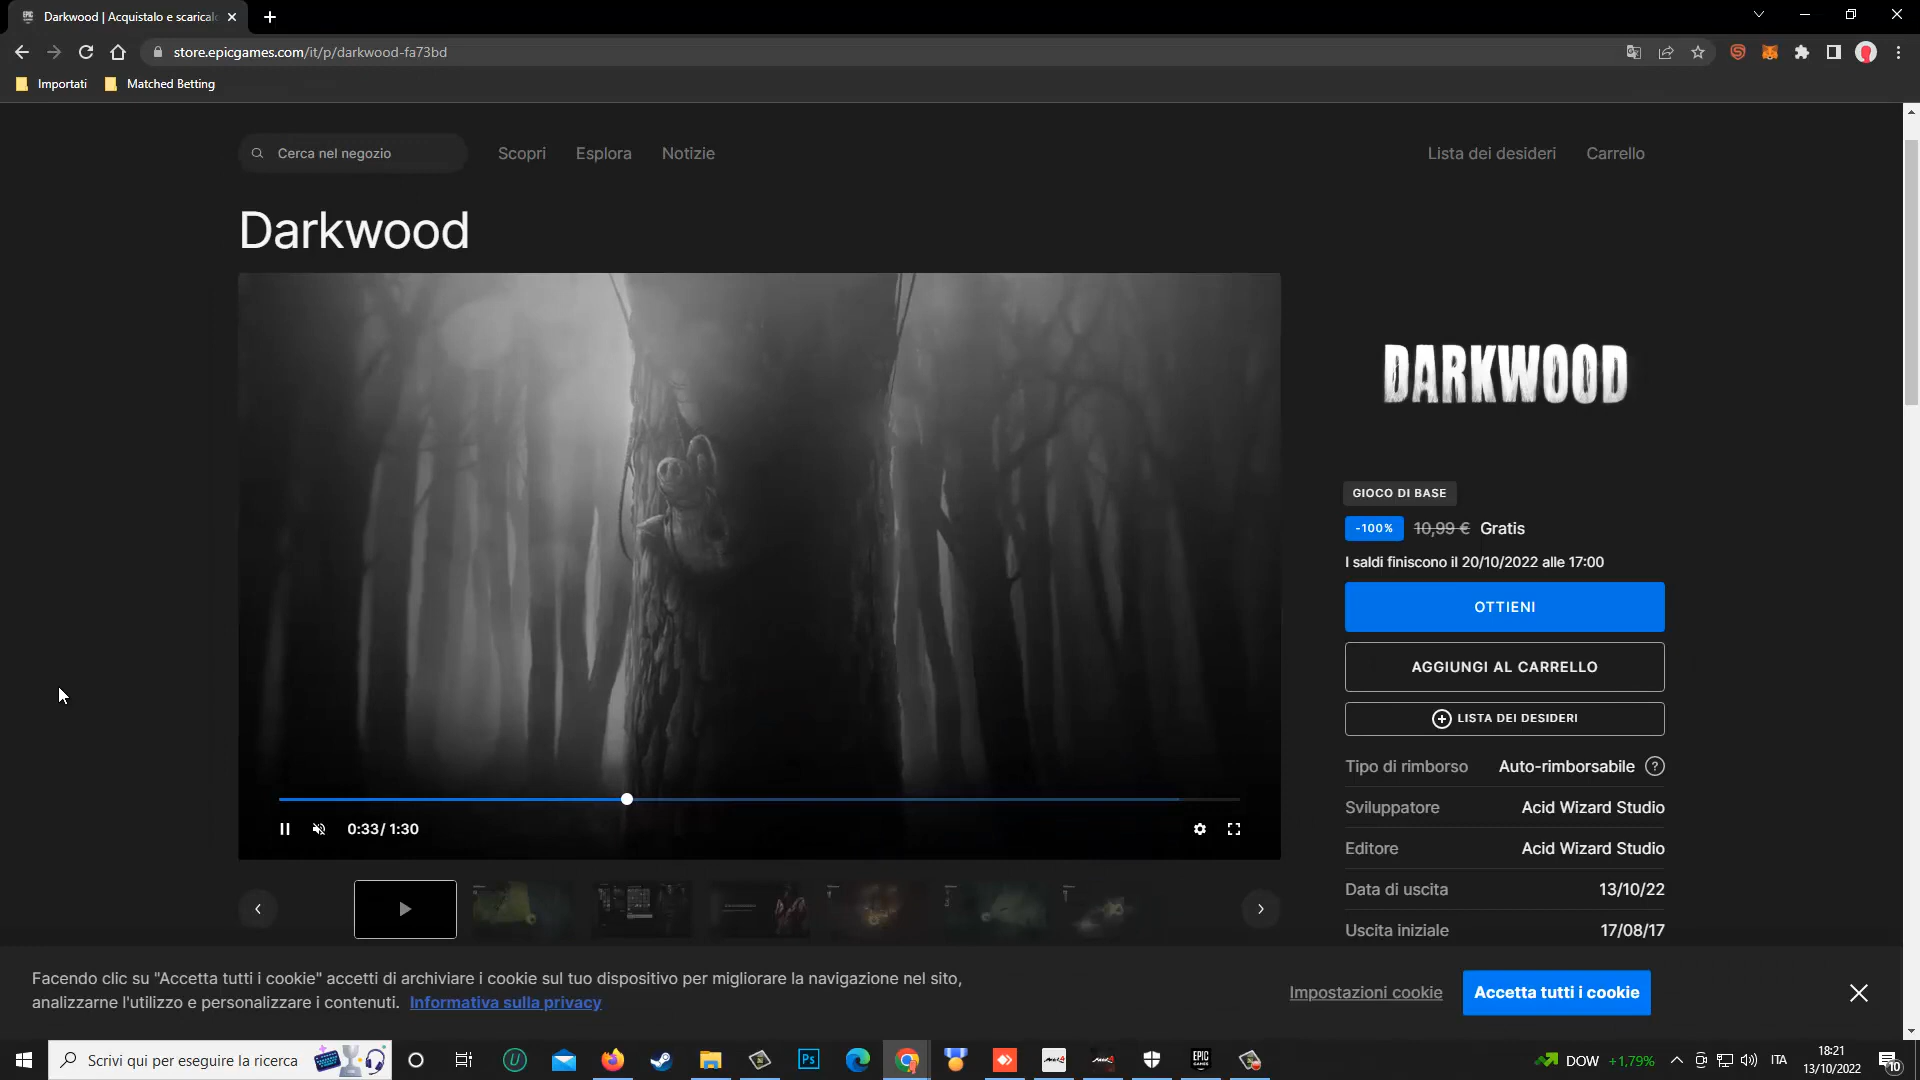 Darkwood | Acquistalo e scarical
store.epicgames.com/it/p/darkwood-fa73bd
Importati
Matched Betting
Cerca nel negozio
Scopri
Esplora
Notizie
Lista dei desideri
Carrello
Darkwood
DARKWOOD
GIOCO DI BASE
-100% 10,99 € Gratis
I saldi finiscono il 20/10/2022 alle 17:00
OTTIENI
AGGIUNGI AL CARRELLO
LISTA DEI DESIDERI
Tipo di rimborso Auto-rimborsabile ?
Sviluppatore Acid Wizard Studio
Editore Acid Wizard Studio
Data di uscita 13/10/22
Uscita iniziale 17/08/17
0:33/ 1:30
Facendo clic su "Accetta tutti i cookie" accetti di archiviare i cookie sul tuo dispositivo per migliorare la navigazione nel sito,
analizzarne l'utilizzo e personalizzare i contenuti. Informativa sulla privacy
Impostazioni cookie
Accetta tutti i cookie
Scrivi qui per eseguire la ricerca
Ps
EPIC
GAMES
DOW +1,79%
ITA
18:21
13/10/2022
10